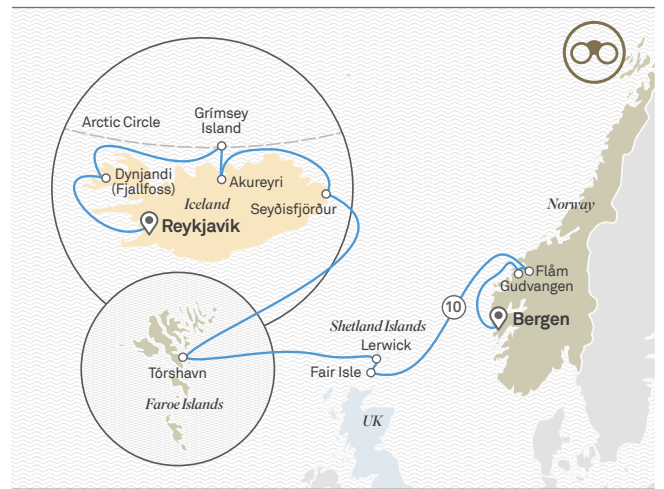 Arctic Circle
Grímsey
Island
Dynjandi
(Fjallfoss)
Akureyri
Iceland
Seyðisfjörður
Reykjavík
Norway
Flåm
Gudvangen
10
Bergen
Shetland Islands
Lerwick
Fair Isle
Tórshavn
Faroe Islands
UK